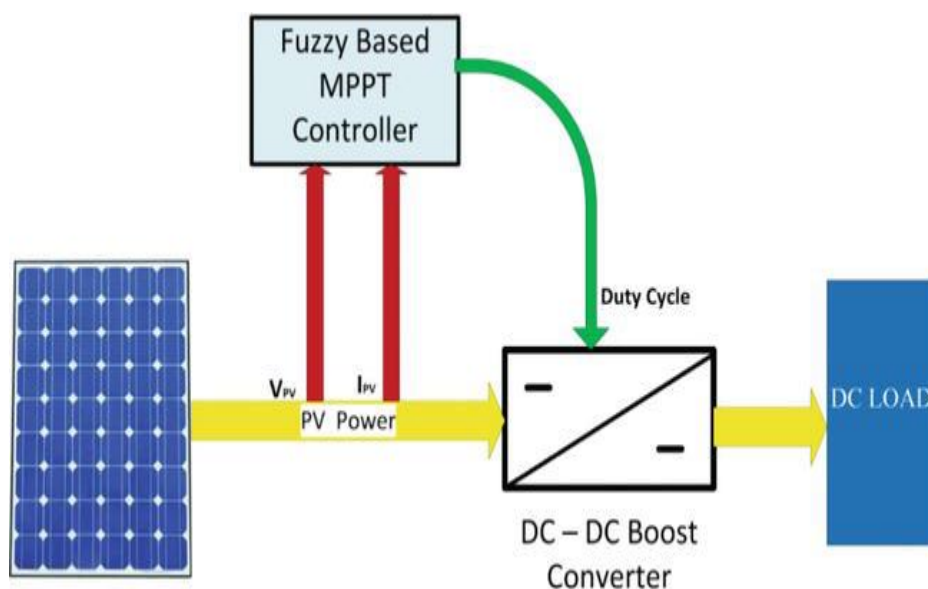 Fuzzy Based
MPPT
Controller
Duty Cycle
VPV
IPV
PV Power
DC LOAD
DC – DC Boost
Converter